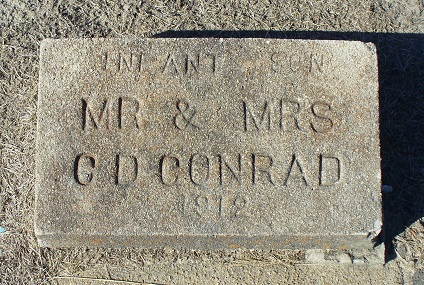 INFANT SON
MR & MRS
C D CONRAD
1912